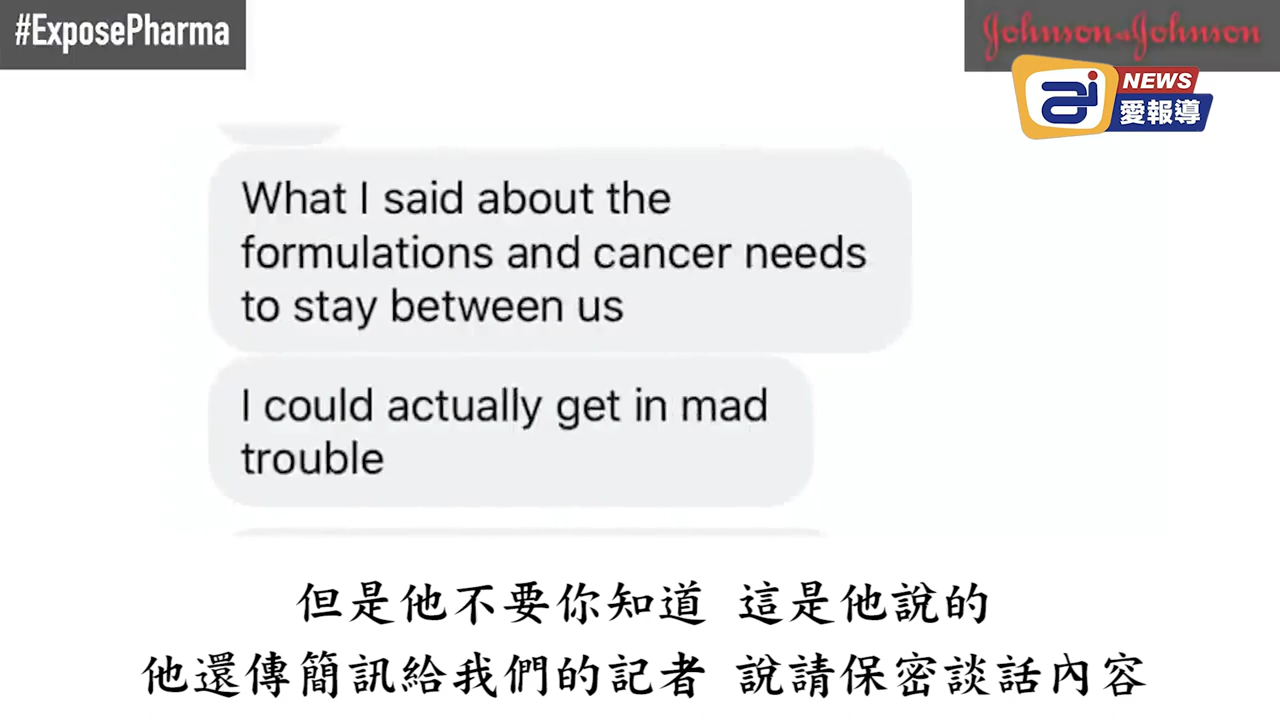 #ExposePharma
Johnson & Johnson
ai NEWS
愛報導
What I said about the
formulations and cancer needs
to stay between us
I could actually get in mad
trouble
但是他不要你知道 這是他說的
他還傳簡訊給我們的記者 說請保密談話內容